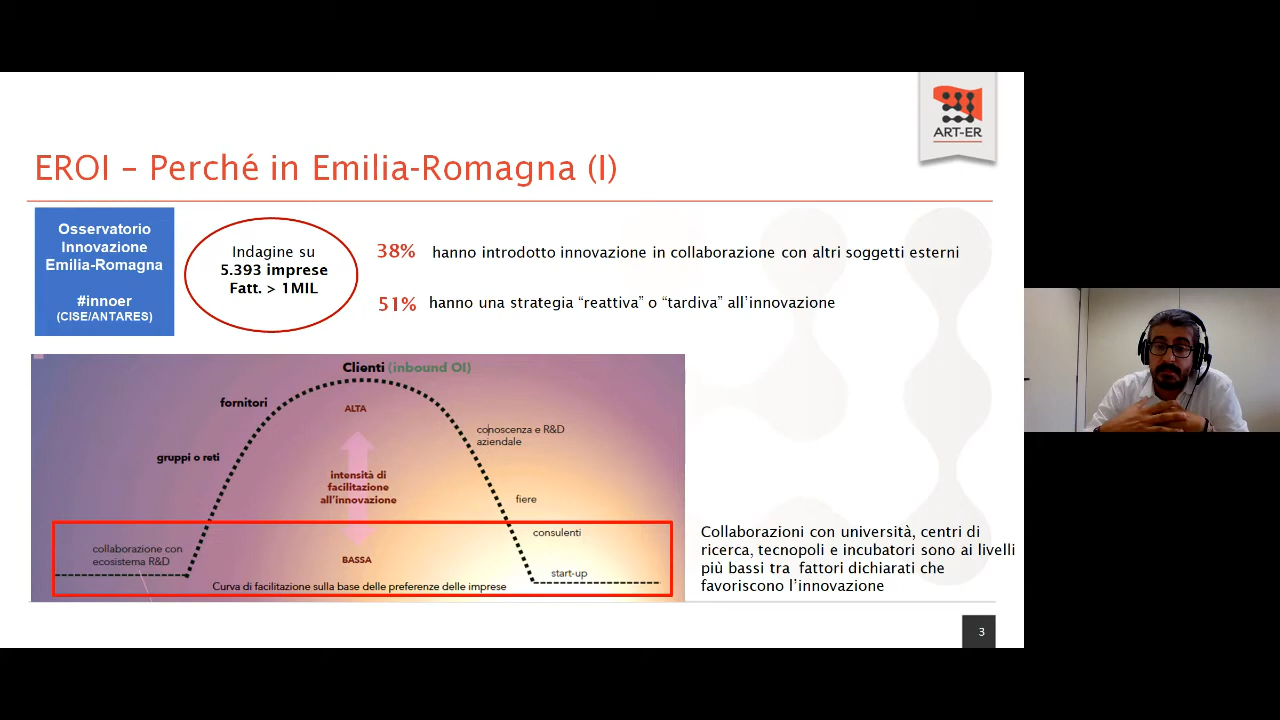 ART-ER
EROI – Perché in Emilia-Romagna (I)
Osservatorio
Innovazione
Emilia-Romagna
#innoer
(CISE/ANTARES)
Indagine su
5.393 imprese
Fatt. > 1MIL
38% hanno introdotto innovazione in collaborazione con altri soggetti esterni
51% hanno una strategia “reattiva” o “tardiva” all’innovazione
Clienti (inbound OI)
fornitori
ALTA
conoscenza e R&D
aziendale
gruppi o reti
intensità di
facilitazione
all’innovazione
fiere
consulenti
collaborazione con
ecosistema R&D
BASSA
start-up
Curva di facilitazione sulla base delle preferenze delle imprese
Collaborazioni con università, centri di
ricerca, tecnopoli e incubatori sono ai livelli
più bassi tra fattori dichiarati che
favoriscono l’innovazione
3